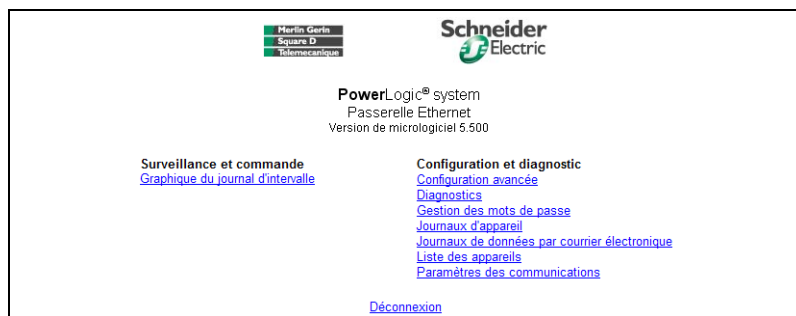 Merlin Gerin
Square D
Telemecanique
Schneider
Electric
PowerLogic® system
Passerelle Ethernet
Version de micrologiciel 5.500
Surveillance et commande
Graphique du journal d'intervalle
Configuration et diagnostic
Configuration avancée
Diagnostics
Gestion des mots de passe
Journaux d'appareil
Journaux de données par courrier électronique
Liste des appareils
Paramètres des communications
Déconnexion